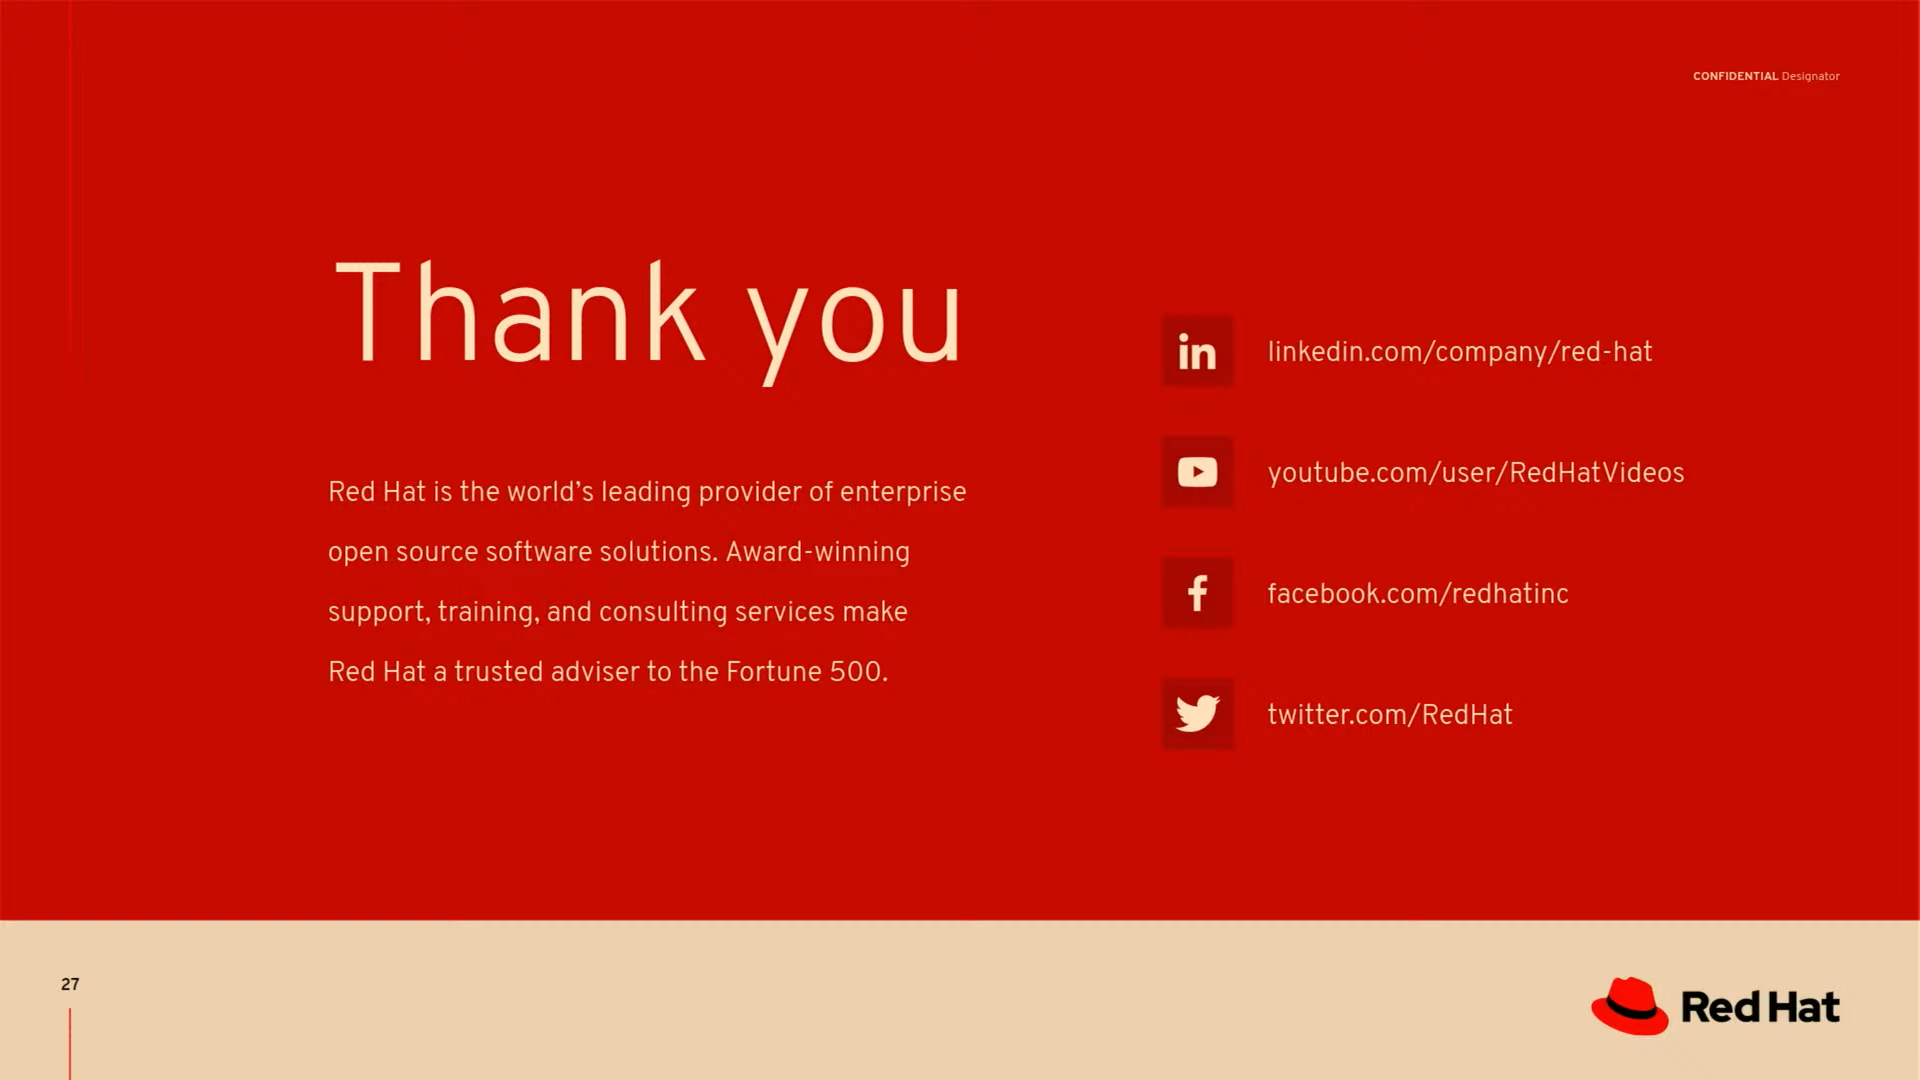 CONFIDENTIAL Designator
Thank you
Red Hat is the world’s leading provider of enterprise
open source software solutions. Award-winning
support, training, and consulting services make
Red Hat a trusted adviser to the Fortune 500.
in linkedin.com/company/red-hat
youtube.com/user/RedHatVideos
f facebook.com/redhatinc
twitter.com/RedHat
27
Red Hat